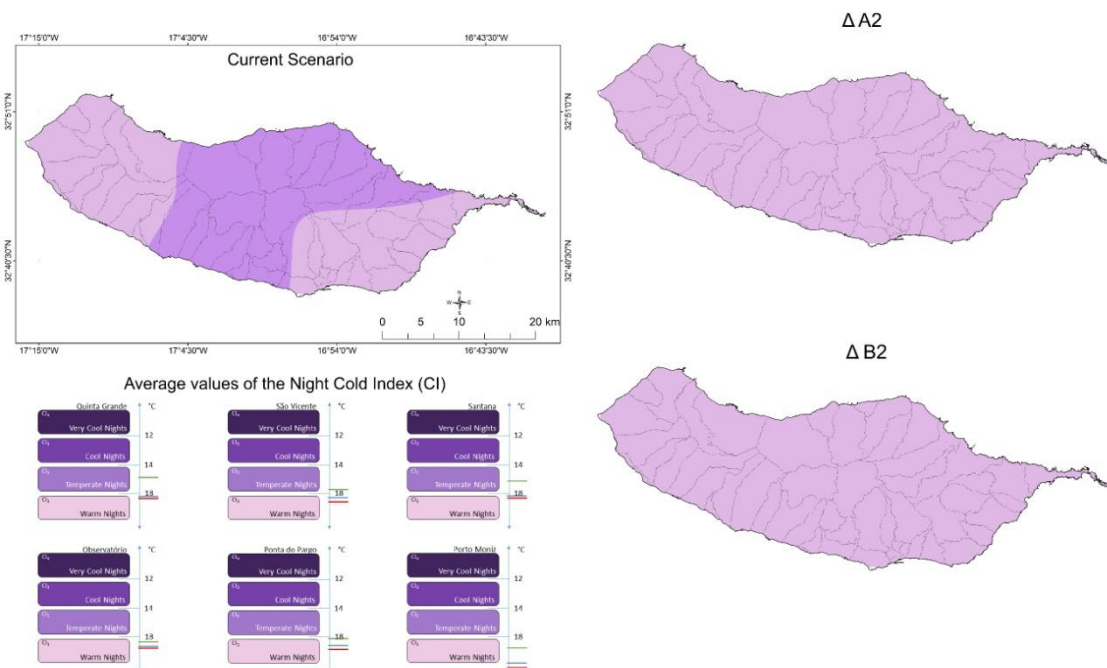 Δ A2
17°15'0"W 17°4'30"W 16°54'0"W 16°43'30"W
Current Scenario
32°51'0"N 32°51'0"N
32°40'30"N 32°40'30"N
N
W E
S
0 5 10 20 km
17°15'0"W 17°4'30"W 16°54'0"W 16°43'30"W
Δ B2
Average values of the Night Cold Index (CI)
Quinta Grande °C
Very Cool Nights
12
Cool Nights
14
Temperate Nights
18
Warm Nights
São Vicente °C
Very Cool Nights
12
Cool Nights
14
Temperate Nights
18
Warm Nights
Santana °C
Very Cool Nights
12
Cool Nights
14
Temperate Nights
18
Warm Nights
Observatório °C
Very Cool Nights
12
Cool Nights
14
Temperate Nights
18
Warm Nights
Ponta do Pargo °C
Very Cool Nights
12
Cool Nights
14
Temperate Nights
18
Warm Nights
Porto Moniz °C
Very Cool Nights
12
Cool Nights
14
Temperate Nights
18
Warm Nights